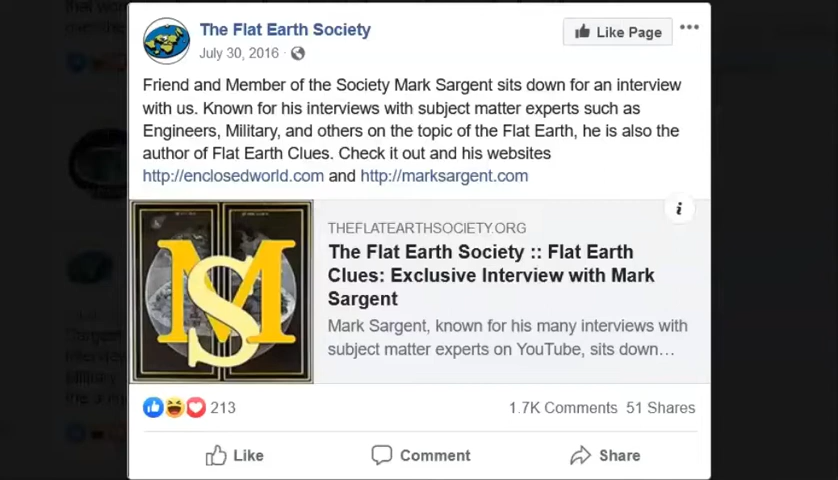 The Flat Earth Society
July 30, 2016 ·
Like Page
Friend and Member of the Society Mark Sargent sits down for an interview
with us. Known for his interviews with subject matter experts such as
Engineers, Military, and others on the topic of the Flat Earth, he is also the
author of Flat Earth Clues. Check it out and his websites
http://enclosedworld.com and http://marksargent.com
THEFLATEARTHSOCIETY.ORG
The Flat Earth Society :: Flat Earth
Clues: Exclusive Interview with Mark
Sargent
Mark Sargent, known for his many interviews with
subject matter experts on YouTube, sits down...
MS
213
1.7K Comments 51 Shares
Like
Comment
Share